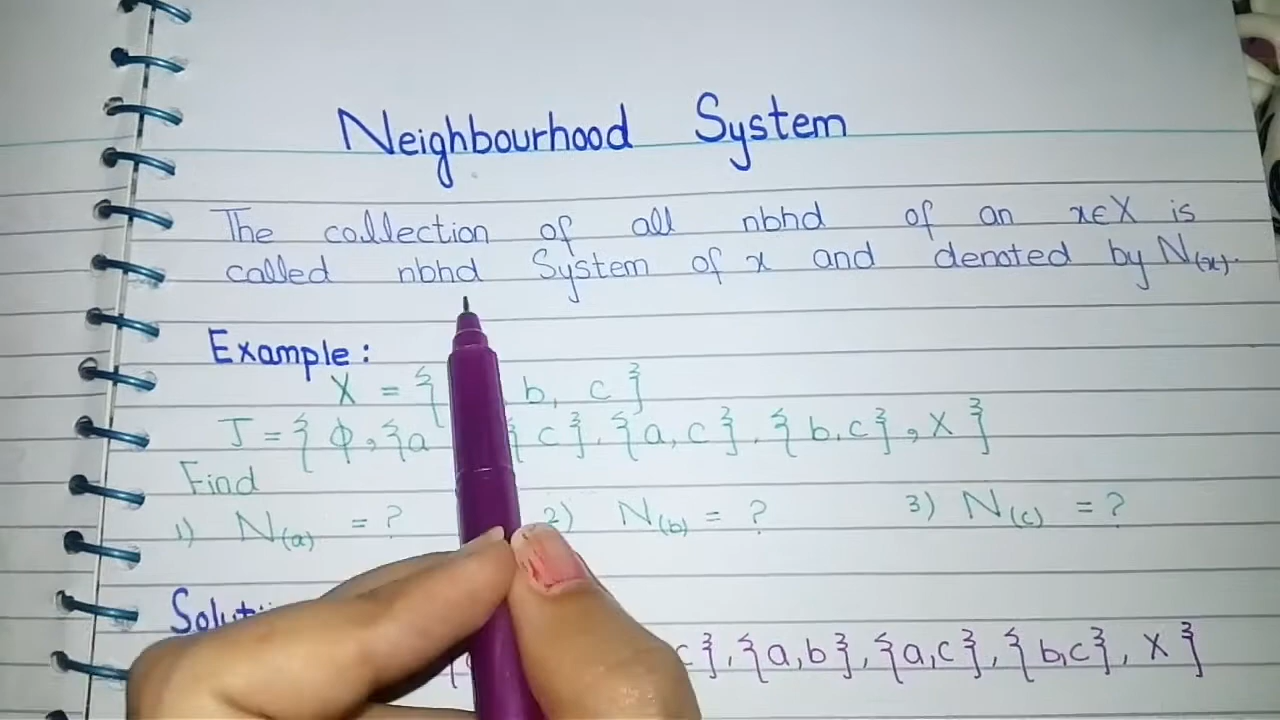 Neighbourhood System
The collection of all nbhd of an x∈X is
called nbhd System of x and denoted by N(x).
Example:
X = { b, c }
J = { ϕ, {a {c}, {a,c}, {b,c}, X }
Find
1) N(a) = ? 2) N(b) = ? 3) N(c) = ?
c}, {a,b}, {a,c}, {b,c}, X }